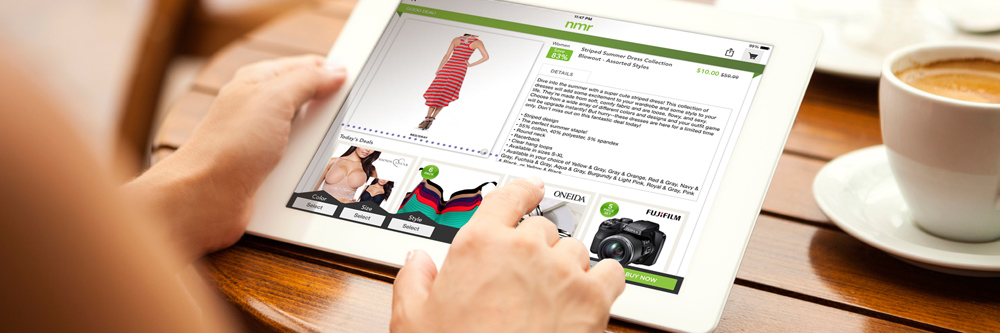 11:47 PM
90%
nmr
Women
SAVE
83%
Striped Summer Dress Collection
Blowout - Assorted Styles
$10.00 $59.99
DETAILS
Dive into the summer with a super cute striped dress! This collection of
dresses will add some excitement to your wardrobe and some style to your
life. They're made from soft, comfy fabric and are loose, flowy, and sexy.
Choose from a wide array of different colors and designs and your outfit game
will be upgrade instantly! But hurry—these dresses are here for a limited time
only. Don't miss out on this fantastic deal today!
• Striped design
• The perfect summer staple!
• 55% cotton, 40% polyester, 5% spandex
• Round neck
• Racerback
• Clear hang loops
• Available in sizes S-XL
• Available in your choice of Yellow & Gray, Gray & Orange, Red & Gray, Navy &
Gray, Fuchsia & Gray, Aqua & Gray, Burgundy & Light Pink, Royal & Gray, Pink
& Black, or Yellow & Black
Today's Deals
6
ONEIDA
5
FUJIFILM
Color
Select
Size
Select
Style
Select
BUY NOW